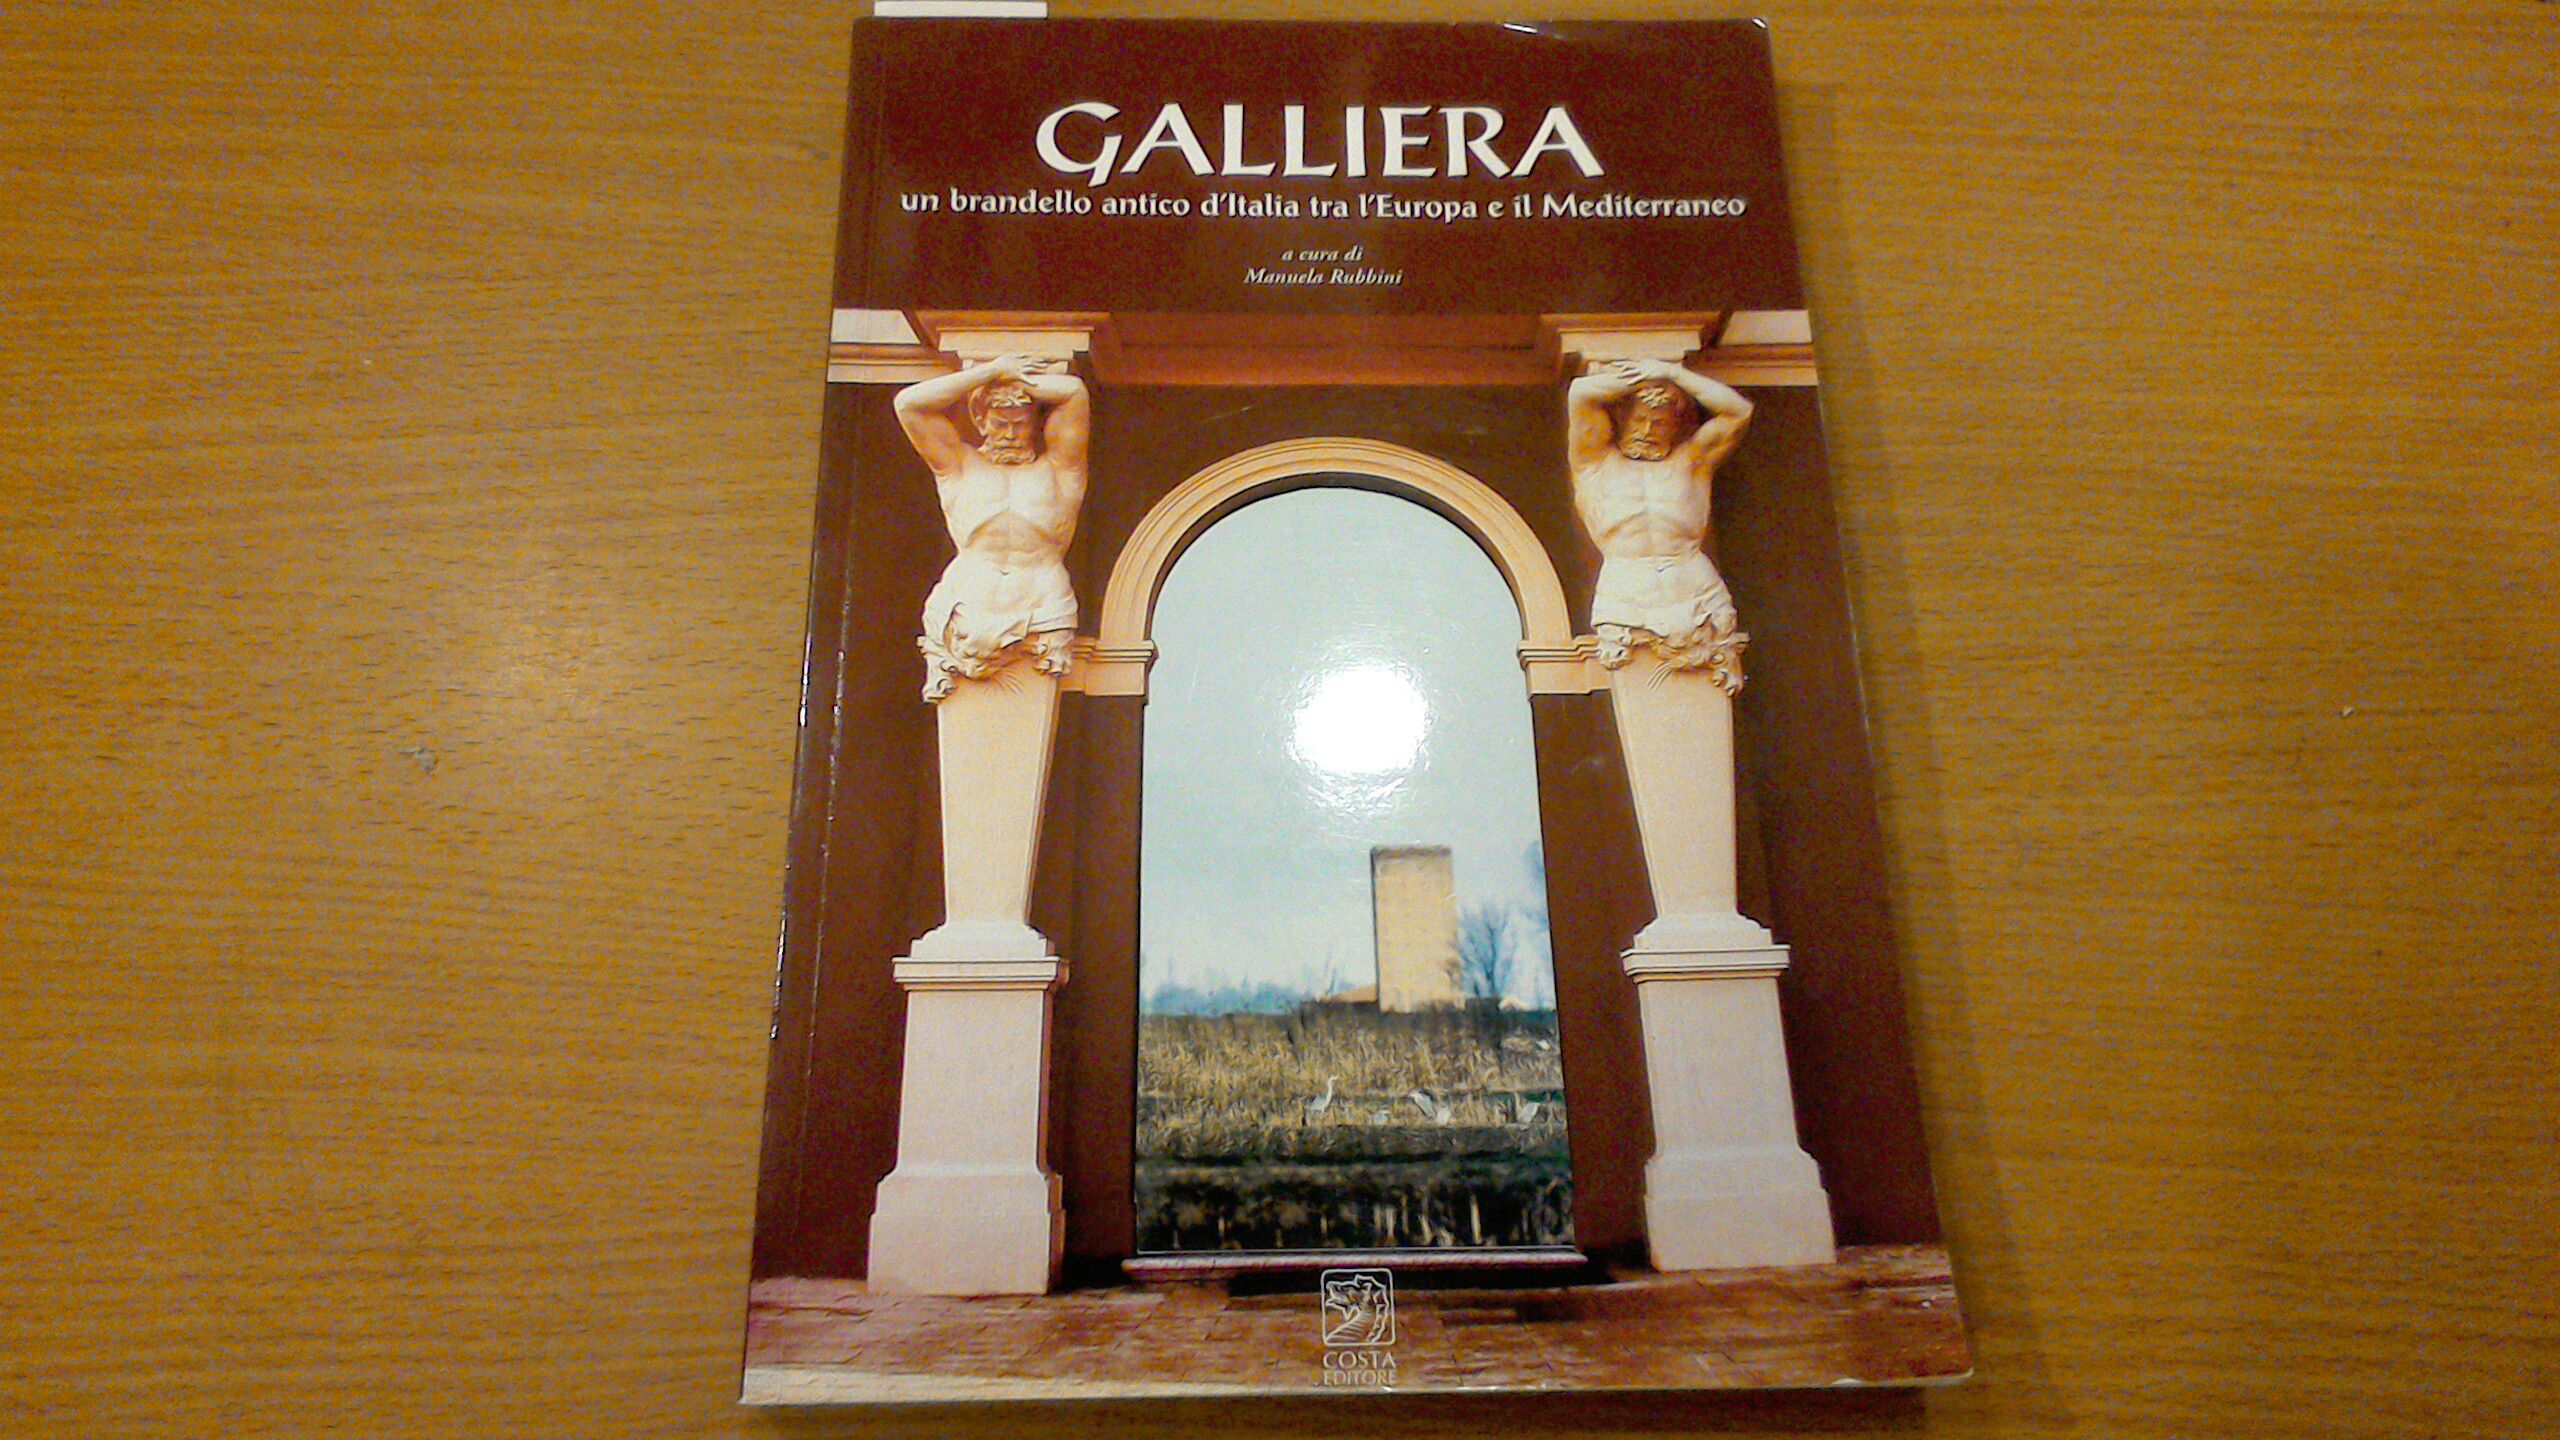 GALLIERA
un brandello antico d'Italia tra l'Europa e il Mediterraneo
a cura di
Manuela Rubbini
COSTA
EDITORE